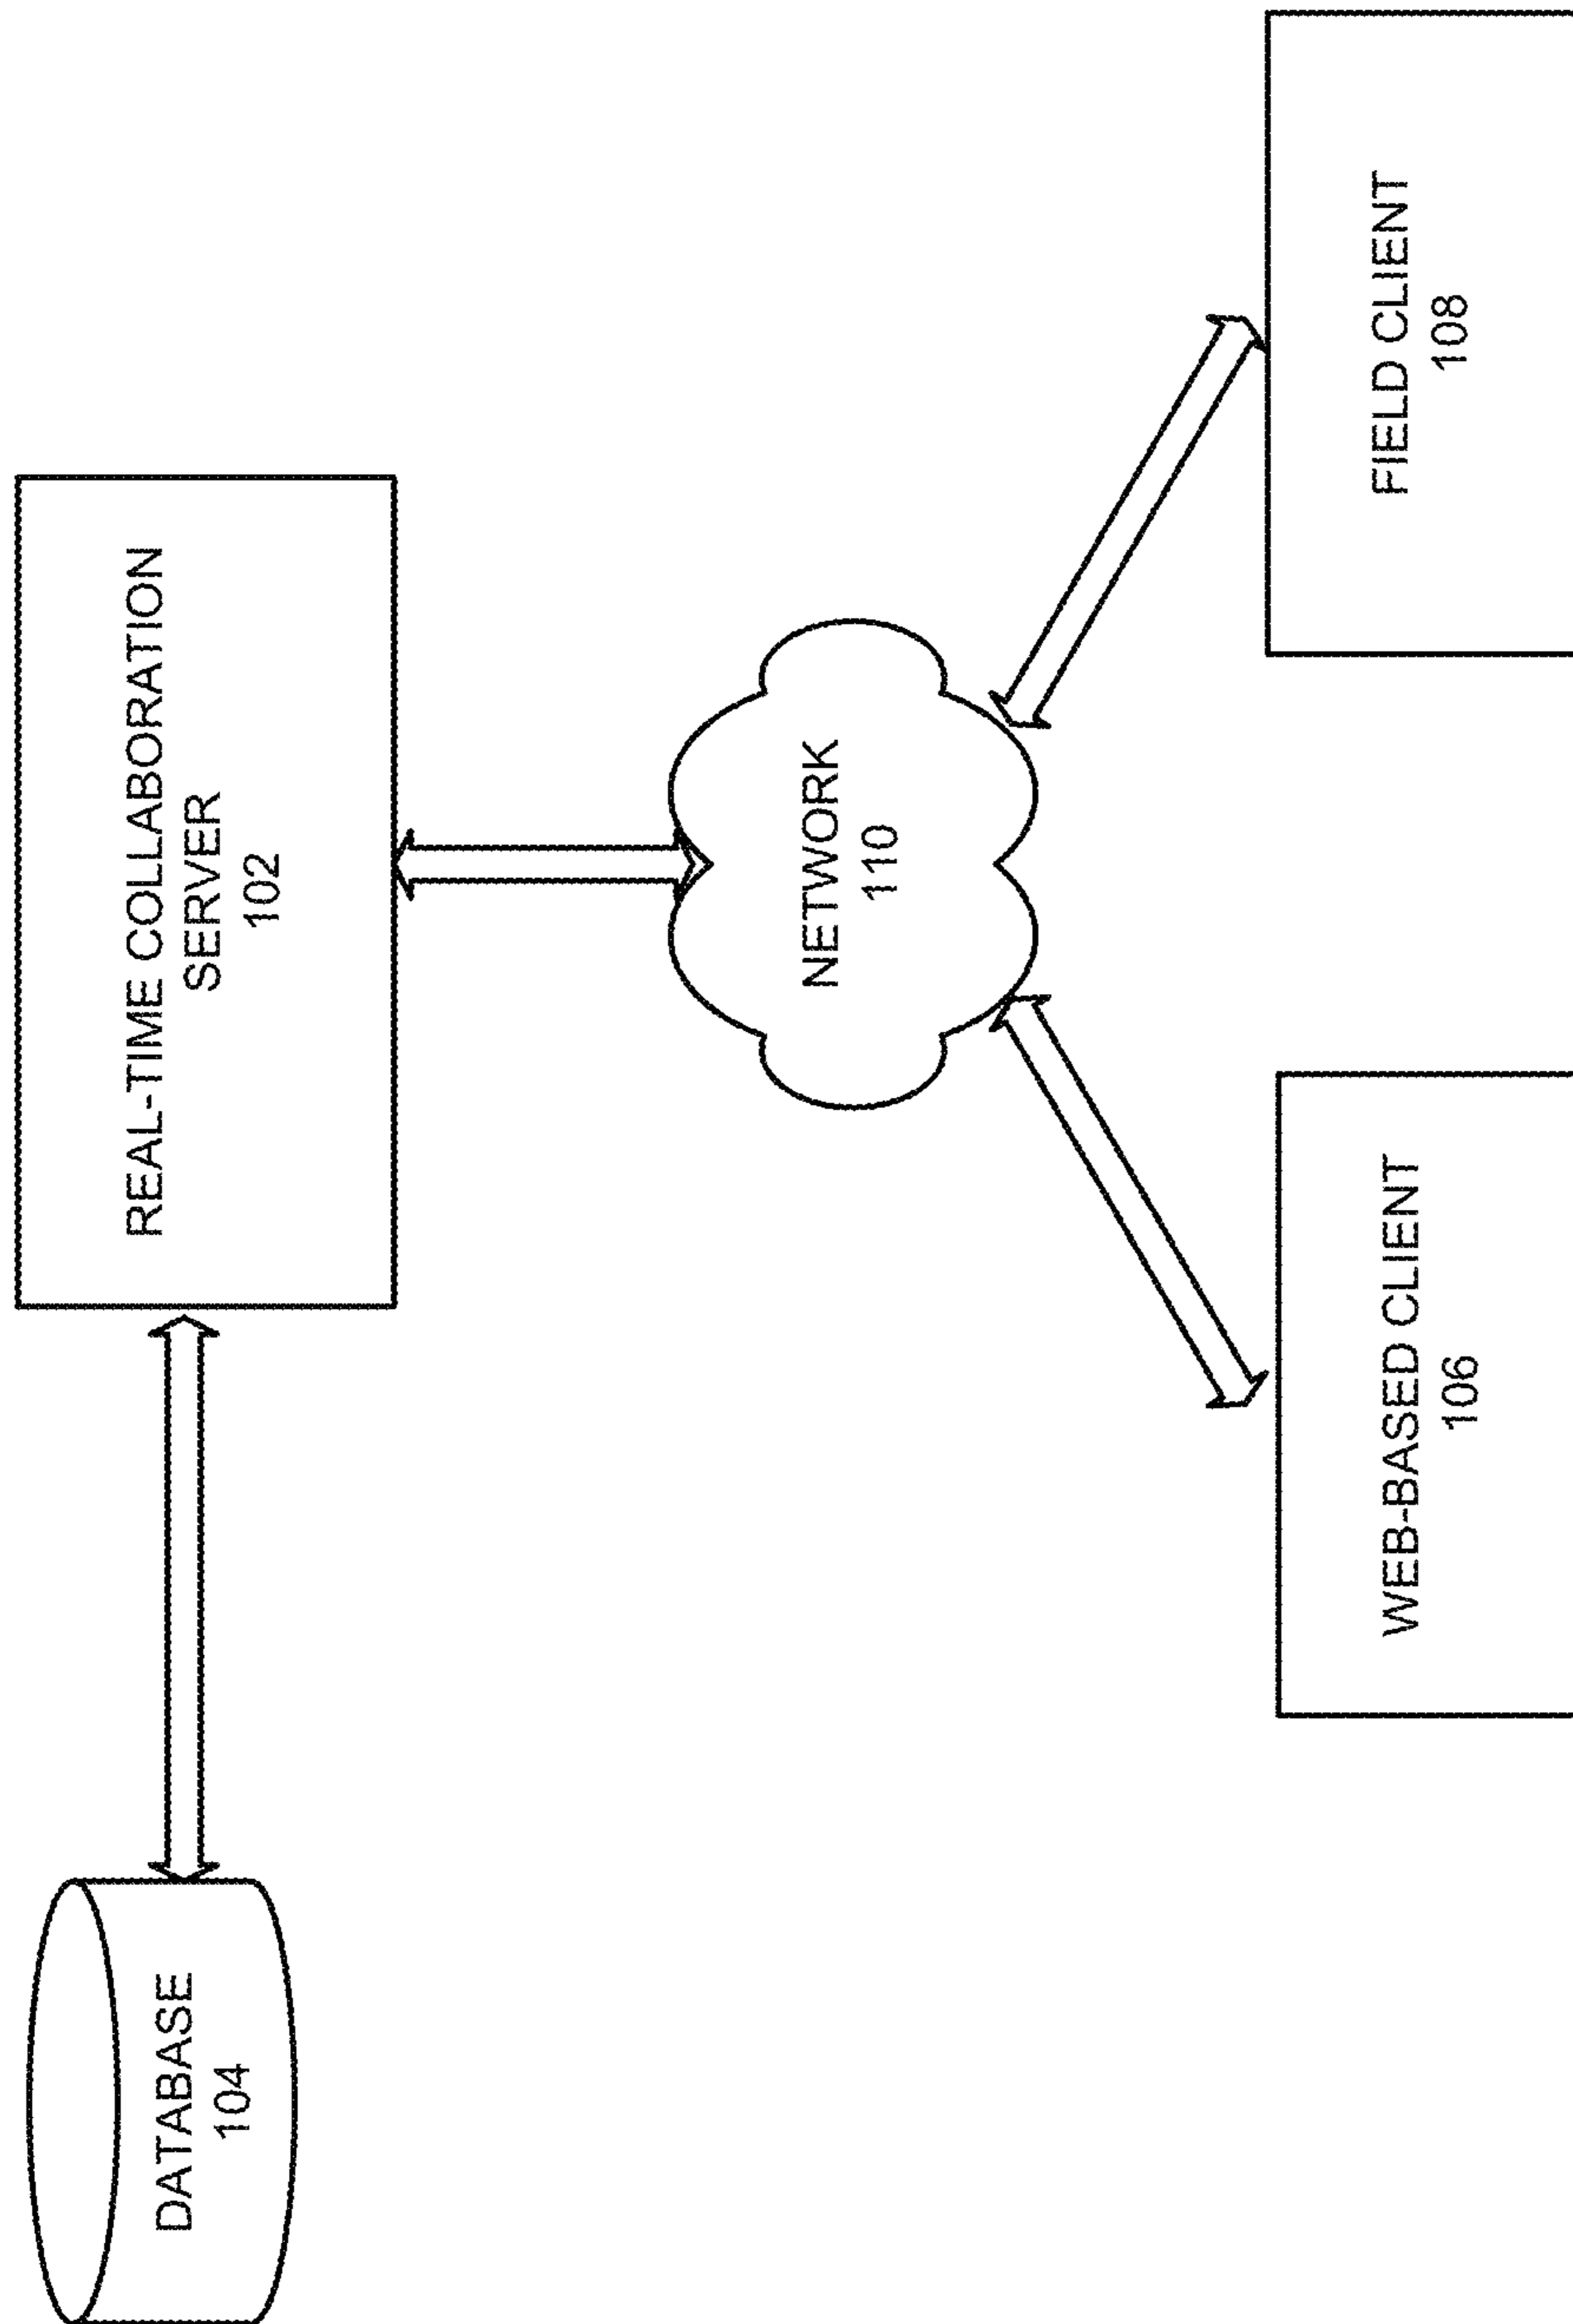 REAL-TIME COLLABORATION
SERVER
102
DATABASE
104
NETWORK
110
WEB-BASED CLIENT
106
FIELD CLIENT
108